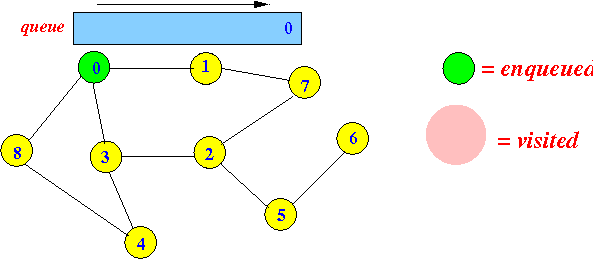 queue 0
0 1
7
= enqueued
8 3 2 6
= visited
5
4